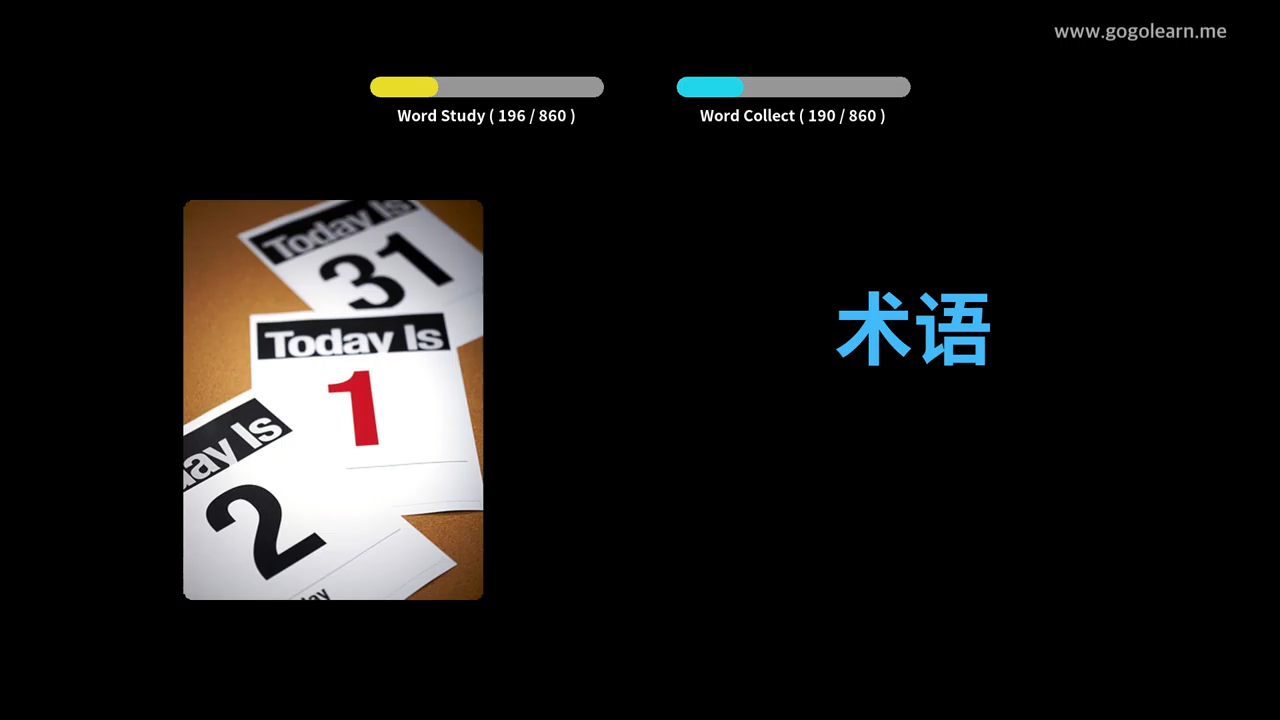 www.gogolearn.me
Word Study ( 196 / 860 )
Word Collect ( 190 / 860 )
Today Is
31
Today Is
1
ay Is
2
术语